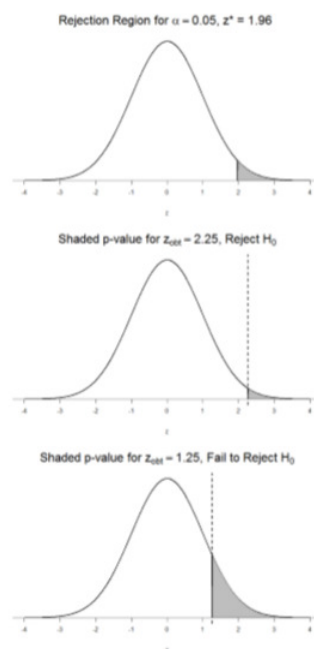 Rejection Region for α = 0.05, z* = 1.96
-4 -3 -2 -1 0 1 2 3 4
z
Shaded p-value for z_obt = 2.25, Reject H₀
-4 -3 -2 -1 0 1 2 3 4
z
Shaded p-value for z_obt = 1.25, Fail to Reject H₀
-4 -3 -2 -1 0 1 2 3 4